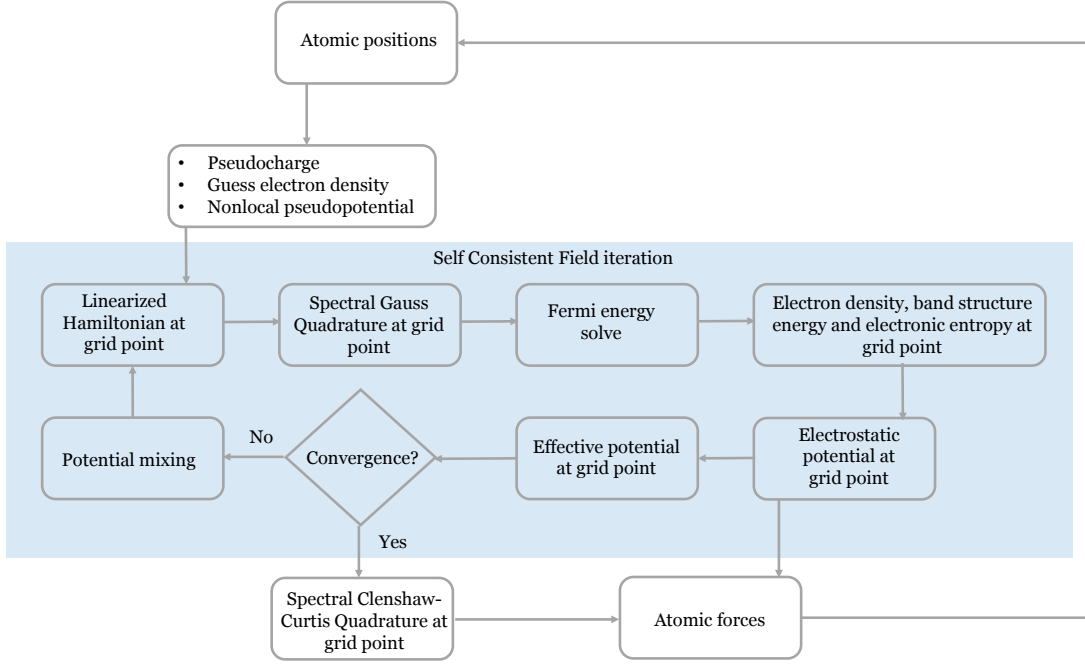 Atomic positions
• Pseudocharge
• Guess electron density
• Nonlocal pseudopotential
Self Consistent Field iteration
Linearized
Hamiltonian at
grid point
Spectral Gauss
Quadrature at grid
point
Fermi energy
solve
Electron density, band structure
energy and electronic entropy at
grid point
Potential mixing
No
Convergence?
Effective potential
at grid point
Electrostatic
potential at
grid point
Yes
Spectral Clenshaw-
Curtis Quadrature at
grid point
Atomic forces